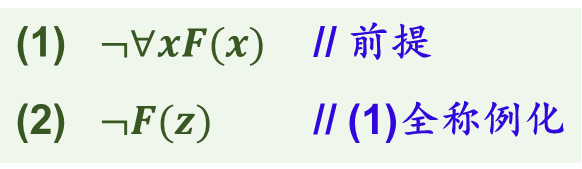 (1) ¬∀xF(x) // 前提
(2) ¬F(z) // (1)全称例化